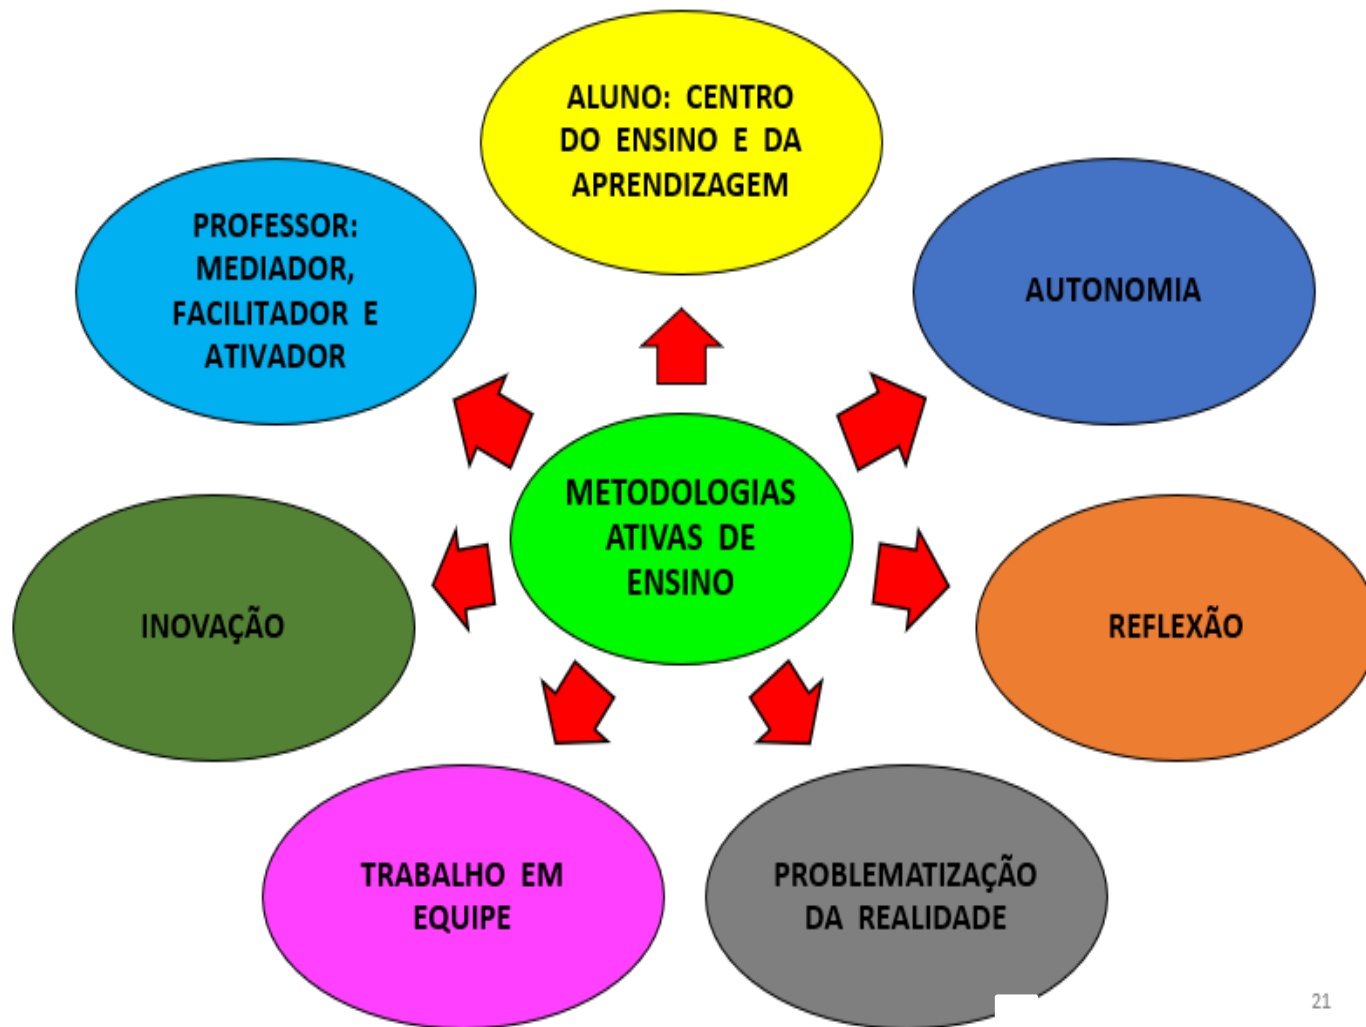 ALUNO: CENTRO
DO ENSINO E DA
APRENDIZAGEM
PROFESSOR:
MEDIADOR,
FACILITADOR E
ATIVADOR
AUTONOMIA
METODOLOGIAS
ATIVAS DE
ENSINO
INOVAÇÃO
REFLEXÃO
TRABALHO EM
EQUIPE
PROBLEMATIZAÇÃO
DA REALIDADE
21